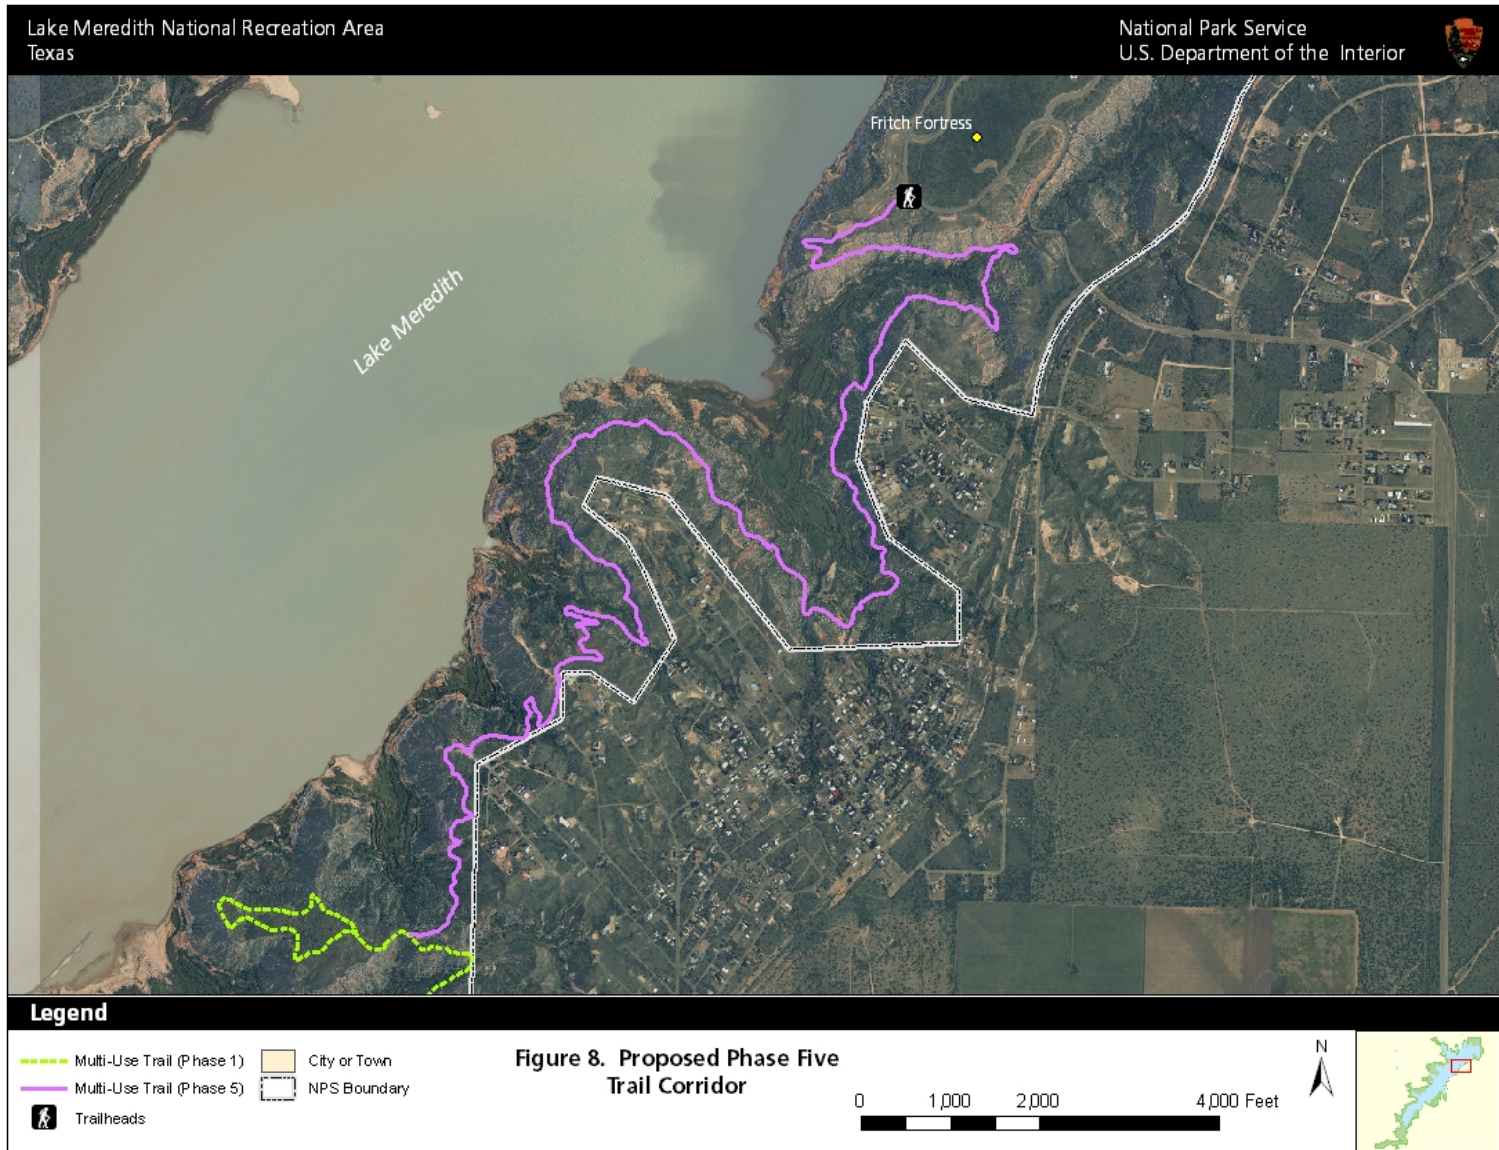 Lake Meredith National Recreation Area
Texas
National Park Service
U.S. Department of the Interior
Fritch Fortress
Lake Meredith
Legend
Multi-Use Trail (Phase 1)
City or Town
Multi-Use Trail (Phase 5)
NPS Boundary
Trailheads
Figure 8. Proposed Phase Five
Trail Corridor
0 1,000 2,000 4,000 Feet
N